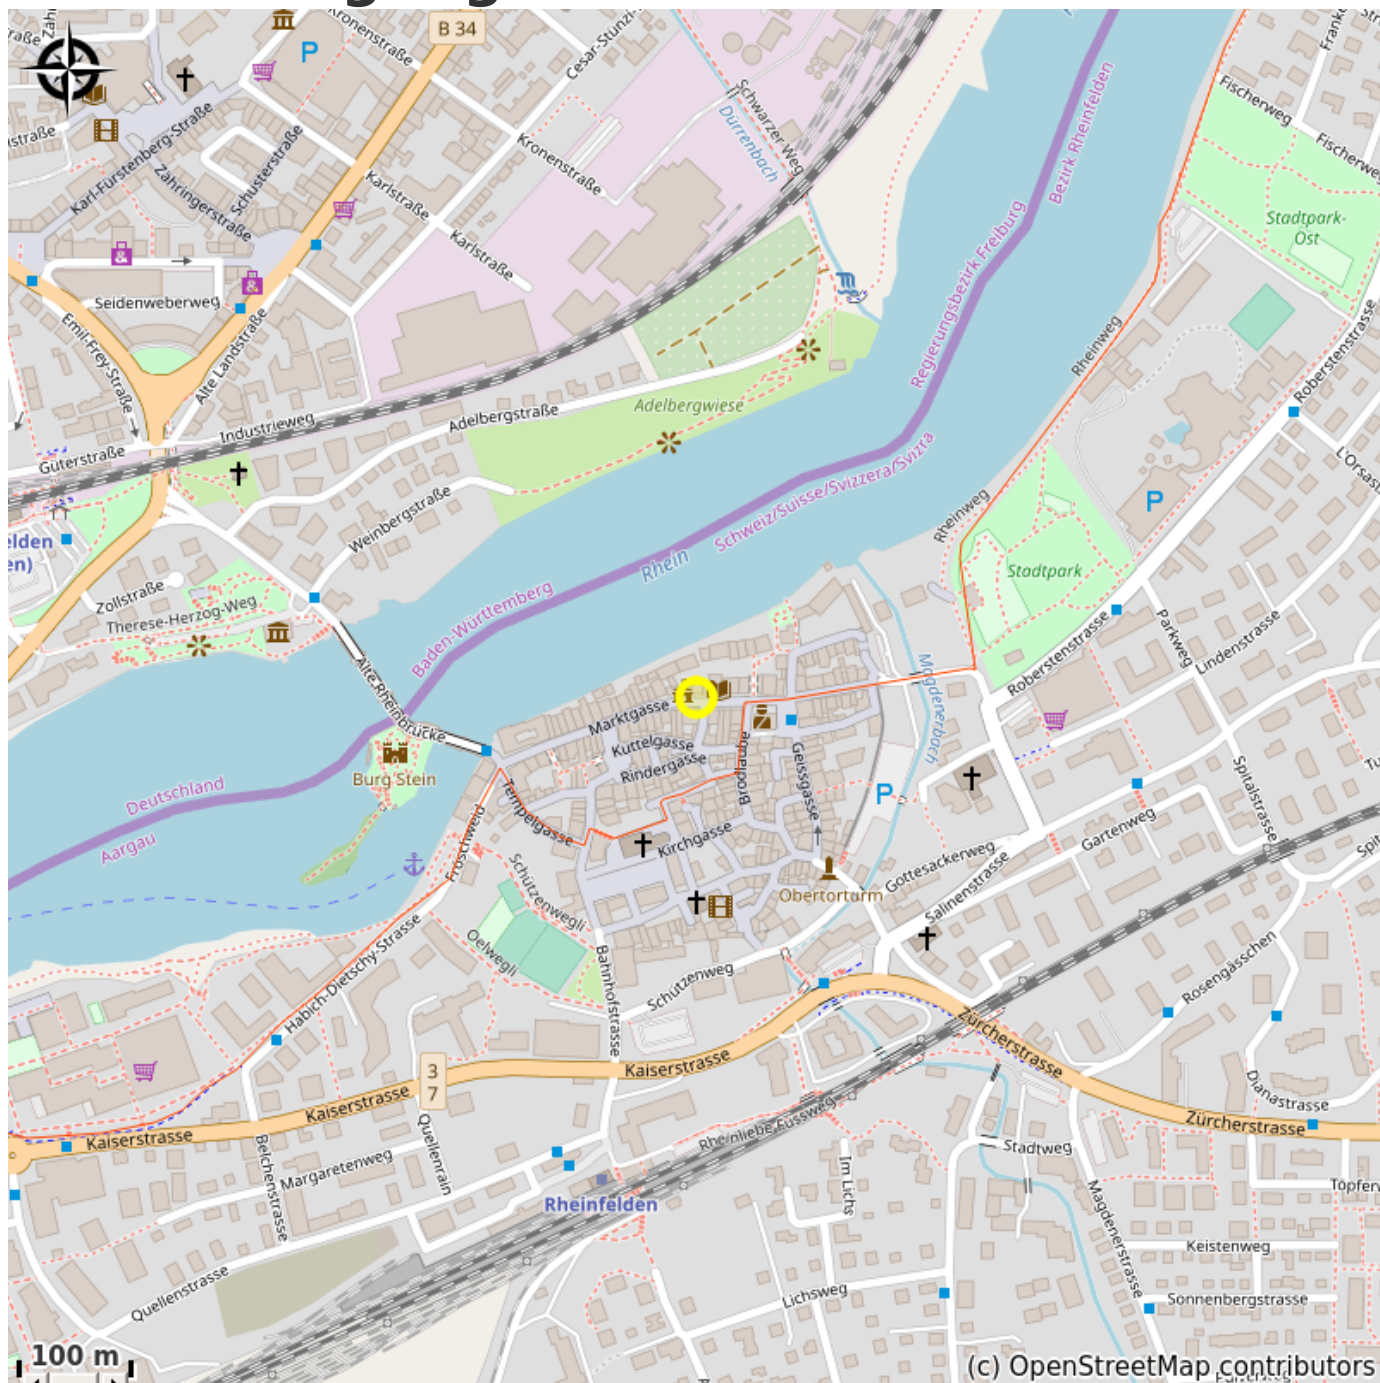 B 34
Kronenstraße
Cesar-Stünzi-
P
Schwarzer Weg
Dürrenbach
Fischerweg
Fischerweg
Karl-Fürstenberg-Straße
Zähringerstraße
Schusterstraße
Karlstraße
Karlstraße
Kronenstraße
Bezirk Rheinfelden
Regierungsbezirk Freiburg
Stadtpark-
Ost
Seidenweberweg
Emil-Frey-Straße
Alte Landstraße
Industrieweg
Güterstraße
Adelbergstraße
Adelbergwiese
Weinbergstraße
Rheinweg
Rheinweg
Roberstenstrasse
P
Schweiz/Suisse/Svizzera/Svizra
Rhein
Baden-Württemberg
Stadtpark
Zollstraße
Therese-Herzog-Weg
Alte Rheinbrücke
Roberstenstrasse
Parkweg
Lindenstrasse
Magdenerbach
Marktgasse
Kuttelgasse
Rindergasse
Brodlaube
Geissgasse
Burg Stein
Deutschland
Aargau
Tempelgasse
Kirchgasse
P
Spitalstrasse
Gartenweg
Gottesackerweg
Salinenstrasse
Obertorturm
Froschweid
Schützenwegli
Oelwegli
Bahnhofstrasse
Schützenweg
Habich-Dietschy-Strasse
Rosengässchen
Zürcherstrasse
Kaiserstrasse
3
7
Kaiserstrasse
Kaiserstrasse
Dianastrasse
Zürcherstrasse
Quellenrain
Belchenstrasse
Margaretenweg
Rheinliebe Fussweg
Stadtweg
Im Lichs
Rheinfelden
Magdenerstrasse
Keistenweg
Sonnenbergstrasse
Lichsweg
Quellenstrasse
100 m
(c) OpenStreetMap contributors